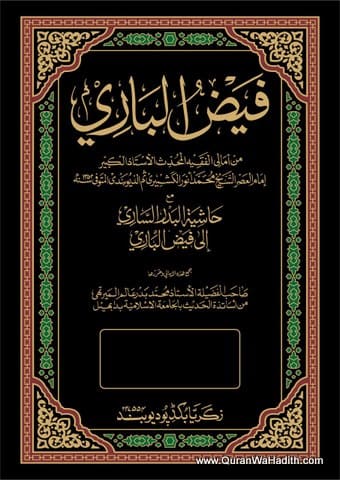 فيض الباري
من أمالي الفقيه المحدث الأستاذ الكبير
إمام العصر الشيخ محمد أنور الكشميري ثم الديوبندي المتوفى ١٣٥٢هـ
مع
حاشية البدر الساري
إلى فيض الباري
صاحب الفضيلة الأستاذ محمد بدر عالم الميرتهي
من أساتذة الحديث بالجامعة الإسلامية بدابهيل
زكريا بكڈپو ديوبند
www.QuranWaHadith.com